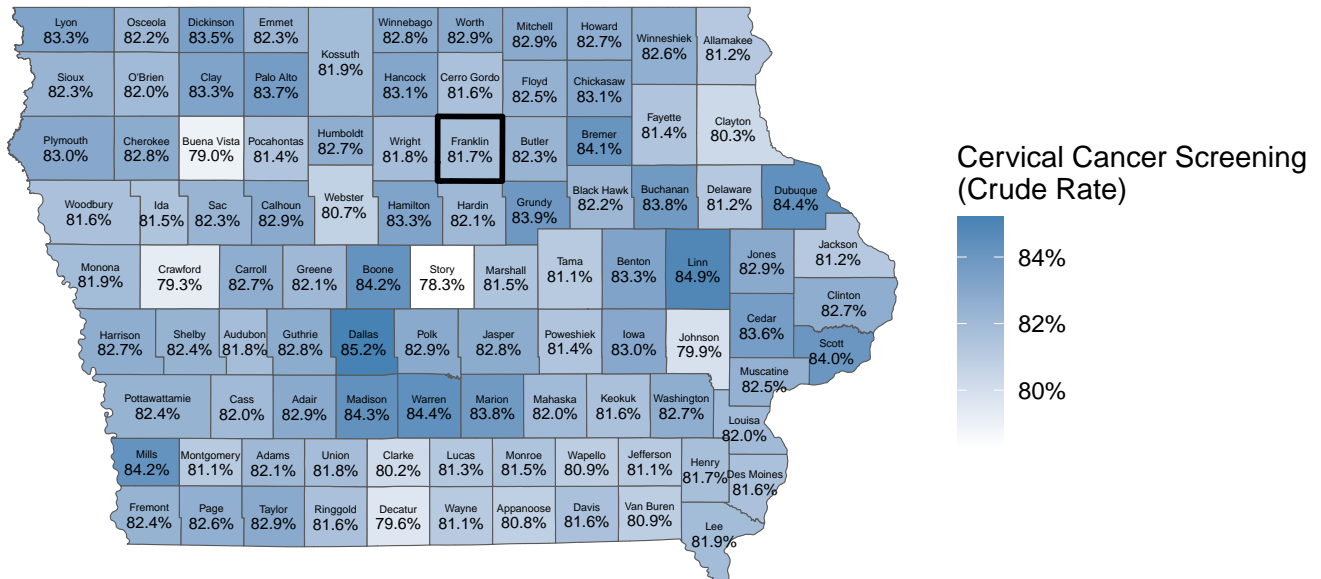 Lyon
83.3%
Osceola
82.2%
Dickinson
83.5%
Emmet
82.3%
Kossuth
81.9%
Winnebago
82.8%
Worth
82.9%
Mitchell
82.9%
Howard
82.7%
Winneshiek
82.6%
Allamakee
81.2%
Sioux
82.3%
O'Brien
82.0%
Clay
83.3%
Palo Alto
83.7%
Hancock
83.1%
Cerro Gordo
81.6%
Floyd
82.5%
Chickasaw
83.1%
Fayette
81.4%
Clayton
80.3%
Plymouth
83.0%
Cherokee
82.8%
Buena Vista
79.0%
Pocahontas
81.4%
Humboldt
82.7%
Wright
81.8%
Franklin
81.7%
Butler
82.3%
Bremer
84.1%
Woodbury
81.6%
Ida
81.5%
Sac
82.3%
Calhoun
82.9%
Webster
80.7%
Hamilton
83.3%
Hardin
82.1%
Grundy
83.9%
Black Hawk
82.2%
Buchanan
83.8%
Delaware
81.2%
Dubuque
84.4%
Monona
81.9%
Crawford
79.3%
Carroll
82.7%
Greene
82.1%
Boone
84.2%
Story
78.3%
Marshall
81.5%
Tama
81.1%
Benton
83.3%
Linn
84.9%
Jones
82.9%
Jackson
81.2%
Clinton
82.7%
Harrison
82.7%
Shelby
82.4%
Audubon
81.8%
Guthrie
82.8%
Dallas
85.2%
Polk
82.9%
Jasper
82.8%
Poweshiek
81.4%
Iowa
83.0%
Johnson
79.9%
Cedar
83.6%
Scott
84.0%
Muscatine
82.5%
Pottawattamie
82.4%
Cass
82.0%
Adair
82.9%
Madison
84.3%
Warren
84.4%
Marion
83.8%
Mahaska
82.0%
Keokuk
81.6%
Washington
82.7%
Louisa
82.0%
Mills
84.2%
Montgomery
81.1%
Adams
82.1%
Union
81.8%
Clarke
80.2%
Lucas
81.3%
Monroe
81.5%
Wapello
80.9%
Jefferson
81.1%
Henry
81.7%
Des Moines
81.6%
Fremont
82.4%
Page
82.6%
Taylor
82.9%
Ringgold
81.6%
Decatur
79.6%
Wayne
81.1%
Appanoose
80.8%
Davis
81.6%
Van Buren
80.9%
Lee
81.9%
Cervical Cancer Screening
(Crude Rate)
84%
82%
80%